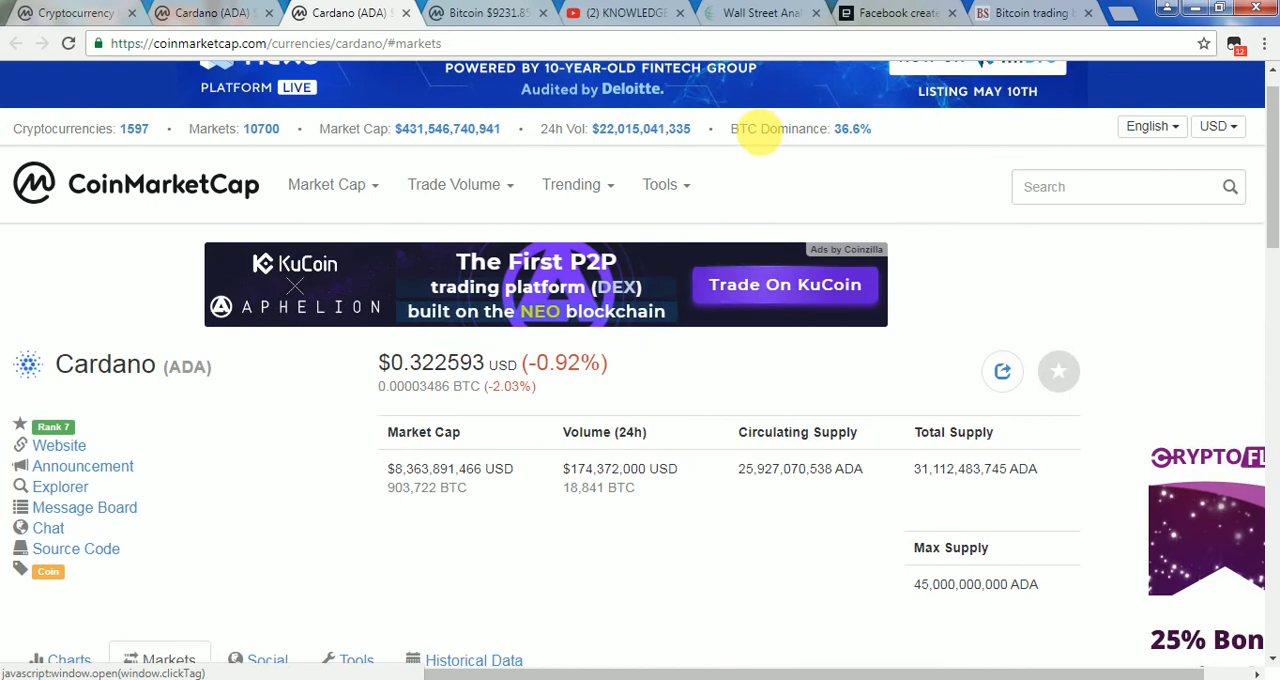 Cryptocurrency
Cardano (ADA) $
Cardano (ADA) $
Bitcoin $9231.85
(2) KNOWLEDGE
Wall Street Anal
Facebook create
BS Bitcoin trading b
https://coinmarketcap.com/currencies/cardano/#markets
12
PLATFORM LIVE
POWERED BY 10-YEAR-OLD FINTECH GROUP
Audited by Deloitte.
LISTING MAY 10TH
Cryptocurrencies: 1597 • Markets: 10700 • Market Cap: $431,546,740,941 • 24h Vol: $22,015,041,335 • BTC Dominance: 36.6%
English
USD
CoinMarketCap
Market Cap
Trade Volume
Trending
Tools
Search
Ads by Coinzilla
KuCoin
APHELION
The First P2P
trading platform (DEX)
built on the NEO blockchain
Trade On KuCoin
Cardano (ADA)
$0.322593 USD (-0.92%)
0.00003486 BTC (-2.03%)
Rank 7
Website
Announcement
Explorer
Message Board
Chat
Source Code
Coin
Market Cap
Volume (24h)
Circulating Supply
Total Supply
$8,363,891,466 USD
$174,372,000 USD
25,927,070,538 ADA
31,112,483,745 ADA
903,722 BTC
18,841 BTC
Max Supply
45,000,000,000 ADA
CRYPTOFL
25% Bon
Charts
Markets
Social
Tools
Historical Data
javascript:window.open(window.clickTag)